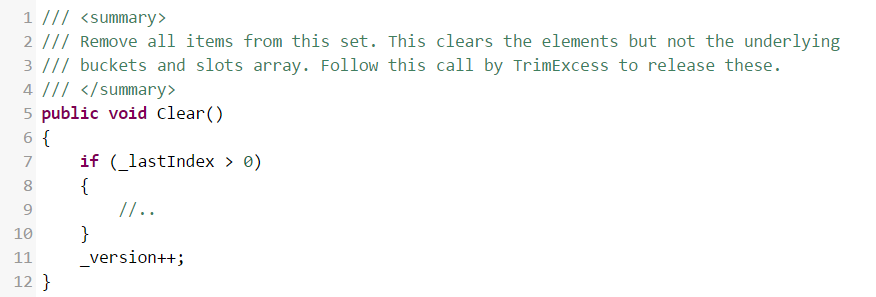 1 /// <summary>
2 /// Remove all items from this set. This clears the elements but not the underlying
3 /// buckets and slots array. Follow this call by TrimExcess to release these.
4 /// </summary>
5 public void Clear()
6 {
7     if (_lastIndex > 0)
8     {
9         //..
10     }
11     _version++;
12 }